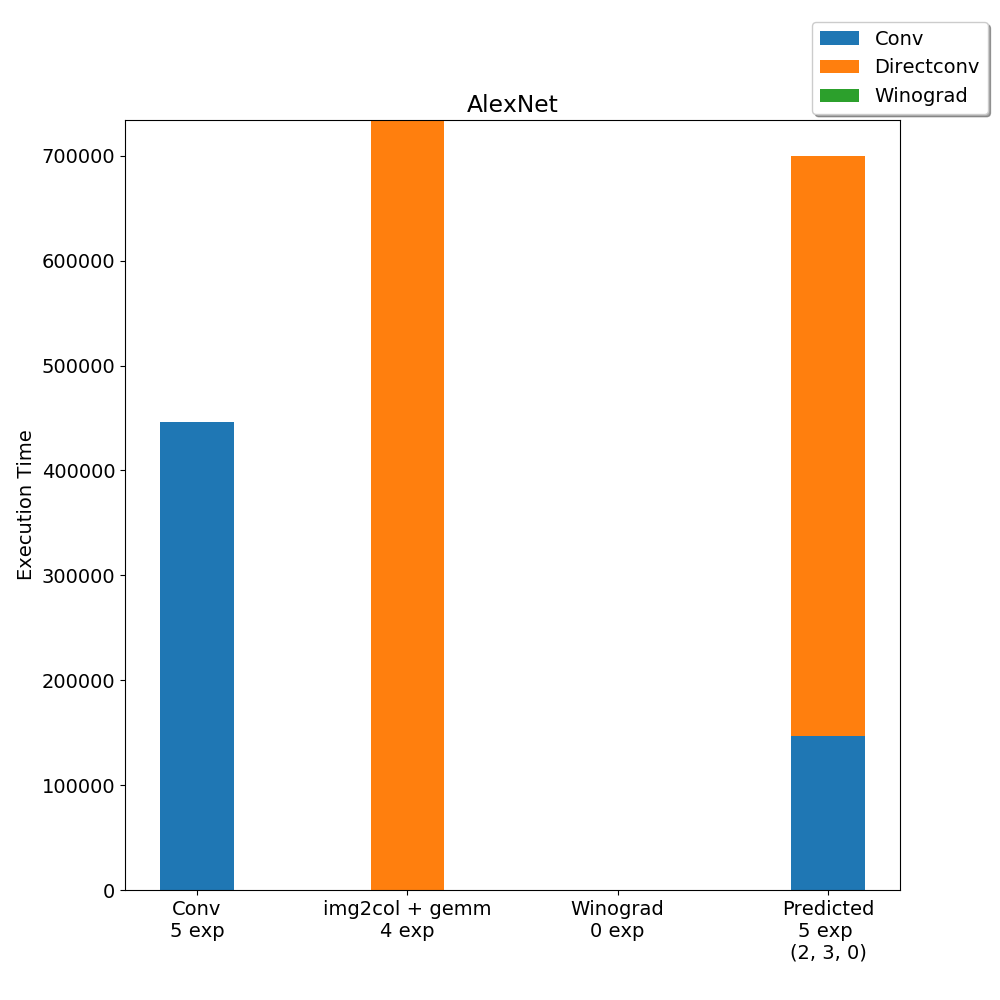 Conv
Directconv
Winograd
AlexNet
Execution Time
700000
600000
500000
400000
300000
200000
100000
0
Conv
5 exp
img2col + gemm
4 exp
Winograd
0 exp
Predicted
5 exp
(2, 3, 0)